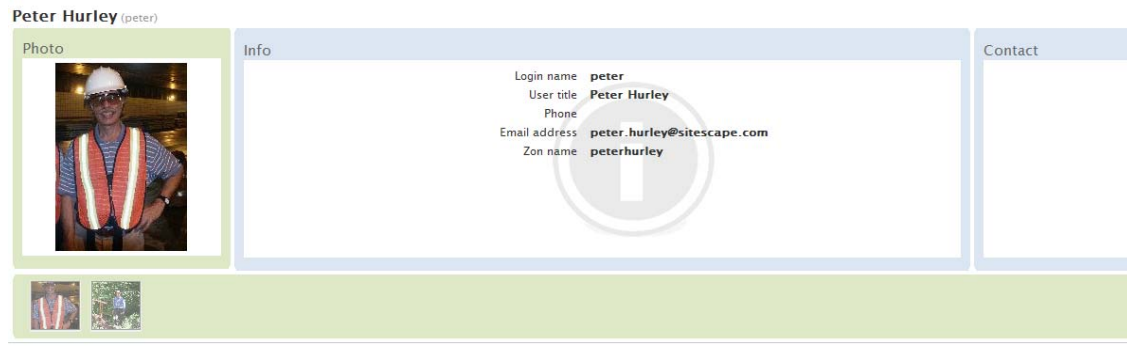 Peter Hurley (peter)
Photo
Info
Contact
Login name peter
User title Peter Hurley
Phone
Email address peter.hurley@sitescape.com
Zon name peterhurley